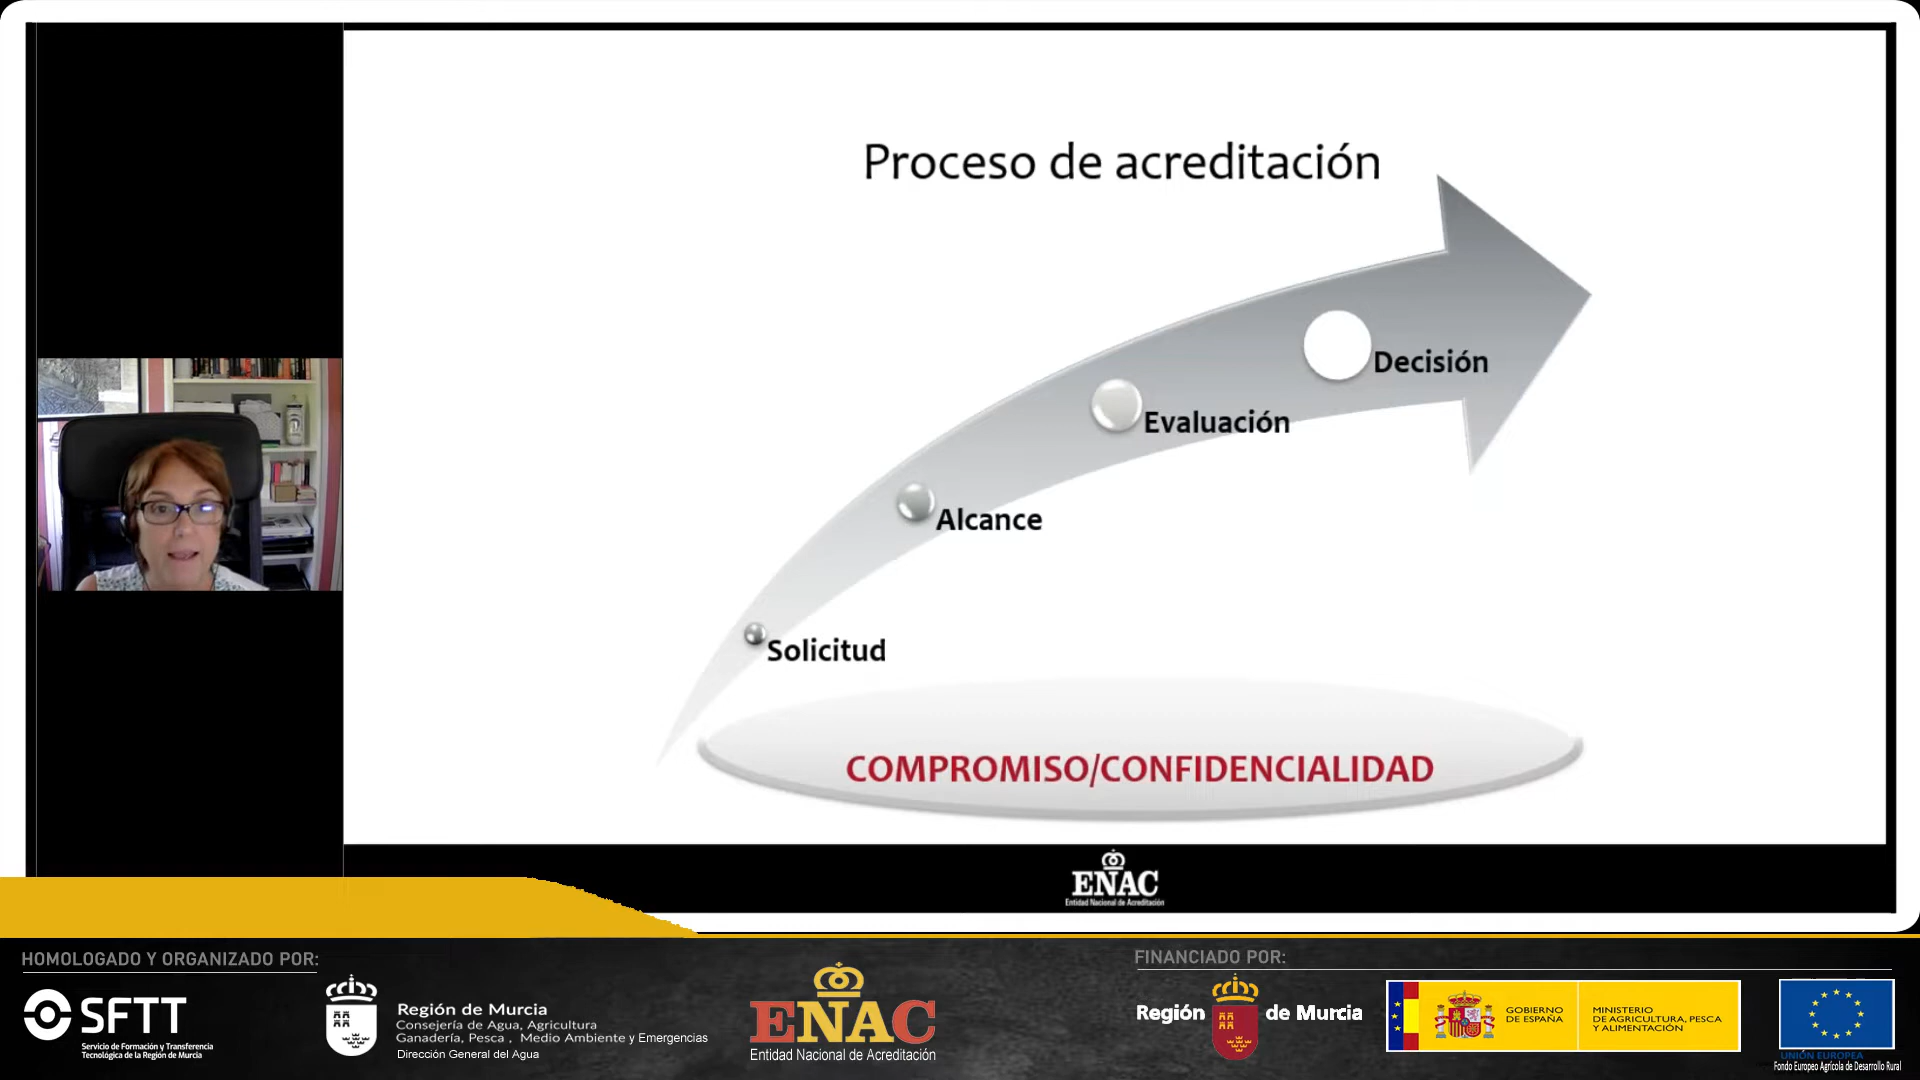 Proceso de acreditación
Decisión
Evaluación
Alcance
Solicitud
COMPROMISO/CONFIDENCIALIDAD
ENAC
Entidad Nacional de Acreditación
HOMOLOGADO Y ORGANIZADO POR:
SFTT
Servicio de Formación y Transferencia
Tecnológica de la Región de Murcia
Región de Murcia
Consejería de Agua, Agricultura
Ganadería, Pesca , Medio Ambiente y Emergencias
Dirección General del Agua
ENAC
Entidad Nacional de Acreditación
FINANCIADO POR:
Región de Murcia
GOBIERNO
DE ESPAÑA
MINISTERIO
DE AGRICULTURA, PESCA
Y ALIMENTACIÓN
UNIÓN EUROPEA
Fondo Europeo Agrícola de Desarrollo Rural